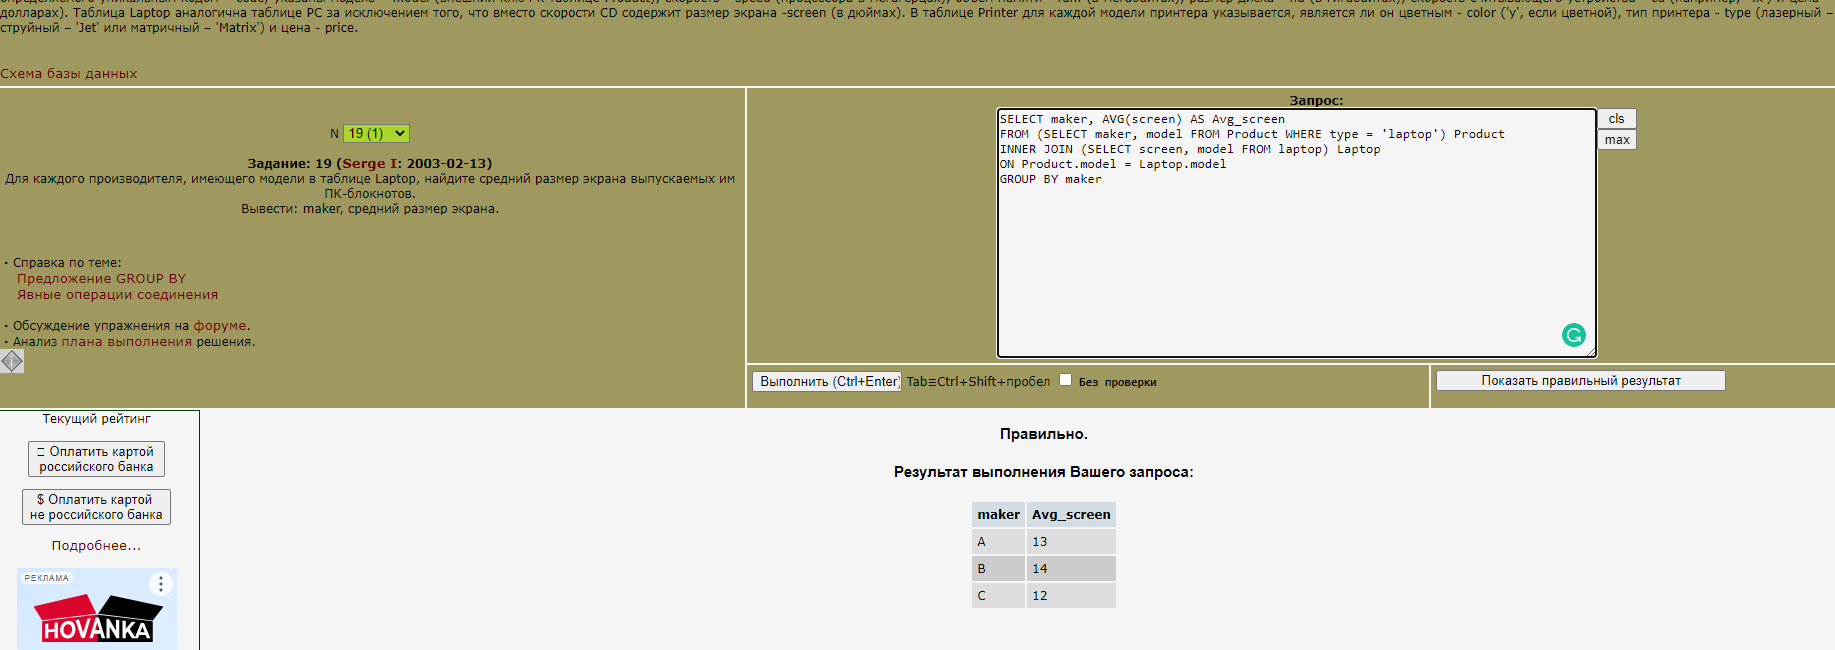 долларах). Таблица Laptop аналогична таблице РС за исключением того, что вместо скорости CD содержит размер экрана -screen (в дюймах). В таблице Printer для каждой модели принтера указывается, является ли он цветным - color ('y', если цветной), тип принтера - type (лазерный –
струйный – 'Jet' или матричный – 'Matrix') и цена - price.
Схема базы данных
N 19 (1)
Задание: 19 (Serge I: 2003-02-13)
Для каждого производителя, имеющего модели в таблице Laptop, найдите средний размер экрана выпускаемых им
ПК-блокнотов.
Вывести: maker, средний размер экрана.
· Справка по теме:
Предложение GROUP BY
Явные операции соединения
· Обсуждение упражнения на форуме.
· Анализ плана выполнения решения.
Запрос:
SELECT maker, AVG(screen) AS Avg_screen
FROM (SELECT maker, model FROM Product WHERE type = 'laptop') Product
INNER JOIN (SELECT screen, model FROM laptop) Laptop
ON Product.model = Laptop.model
GROUP BY maker
cls
max
Выполнить (Ctrl+Enter) Tab≡Ctrl+Shift+пробел Без проверки
Показать правильный результат
Текущий рейтинг
Оплатить картой
российского банка
$ Оплатить картой
не российского банка
Подробнее...
РЕКЛАМА
HOVANKA
Правильно.
Результат выполнения Вашего запроса:
maker Avg_screen
A 13
B 14
C 12